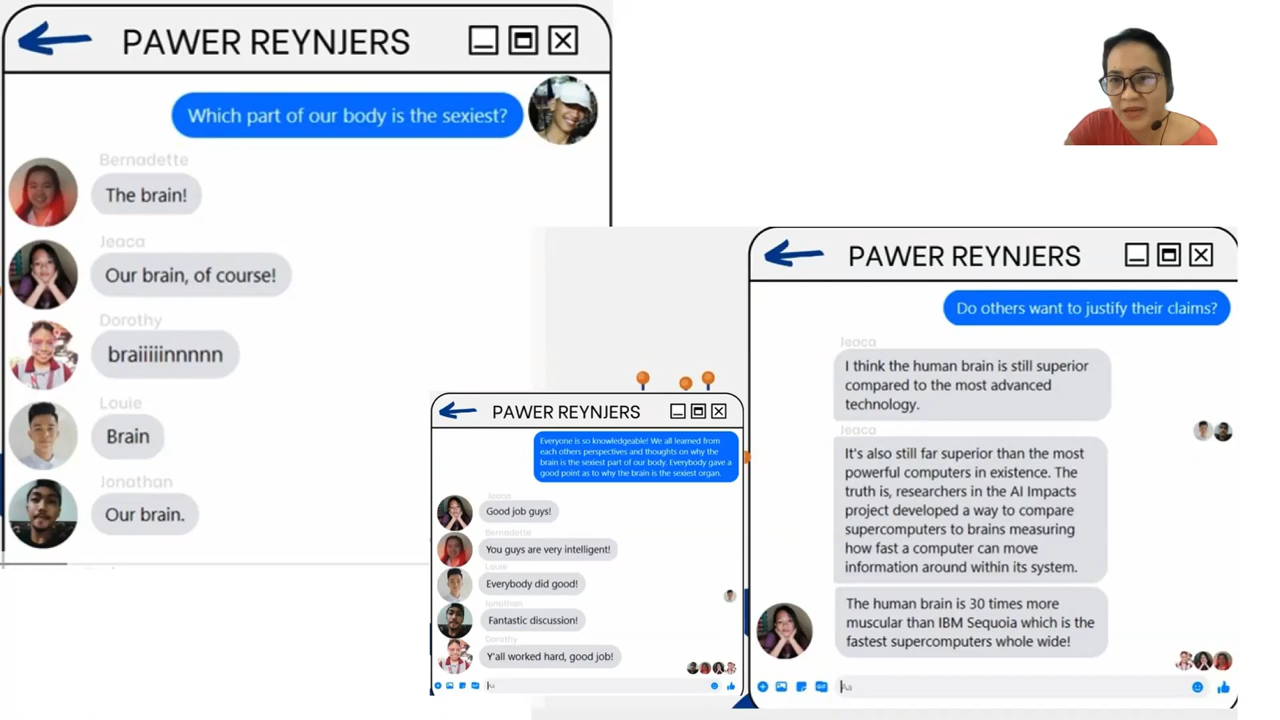 PAWER REYNJERS
Which part of our body is the sexiest?
Bernadette
The brain!
Jeaca
Our brain, of course!
Dorothy
braiiiiinnnnn
Louie
Brain
Jonathan
Our brain.
PAWER REYNJERS
Everyone is so knowledgeable! We all learned from
each others perspectives and thoughts on why the
brain is the sexiest part of our body. Everybody gave a
good point as to why the brain is the sexiest organ.
Jeaca
Good job guys!
Bernadette
You guys are very intelligent!
Louie
Everybody did good!
Jonathan
Fantastic discussion!
Dorothy
Y'all worked hard, good job!
GIF
Aa
PAWER REYNJERS
Do others want to justify their claims?
Jeaca
I think the human brain is still superior
compared to the most advanced
technology.
Jeaca
It's also still far superior than the most
powerful computers in existence. The
truth is, researchers in the AI Impacts
project developed a way to compare
supercomputers to brains measuring
how fast a computer can move
information around within its system.
The human brain is 30 times more
muscular than IBM Sequoia which is the
fastest supercomputers whole wide!
GIF
Aa